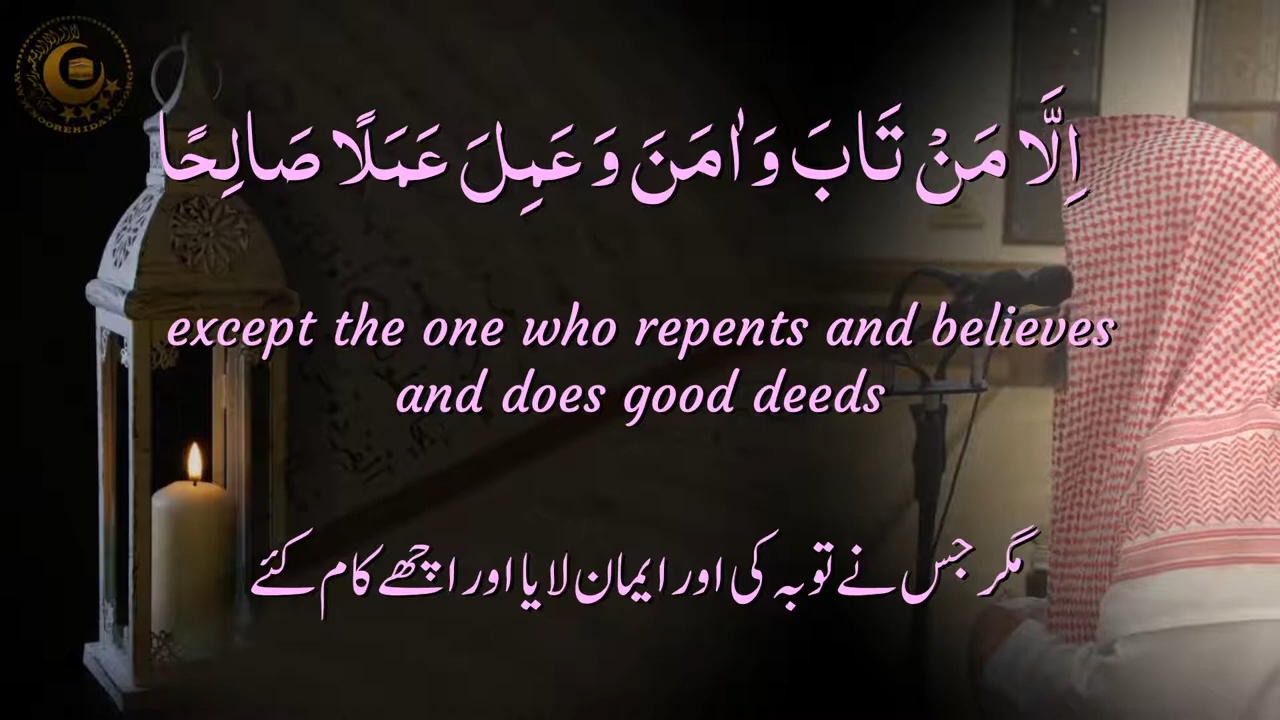 اِلَّا مَنْ تَابَ وَاٰمَنَ وَعَمِلَ عَمَلًا صَالِحًا
except the one who repents and believes
and does good deeds
مگر جس نے توبہ کی اور ایمان لایا اور اچھے کام کئے